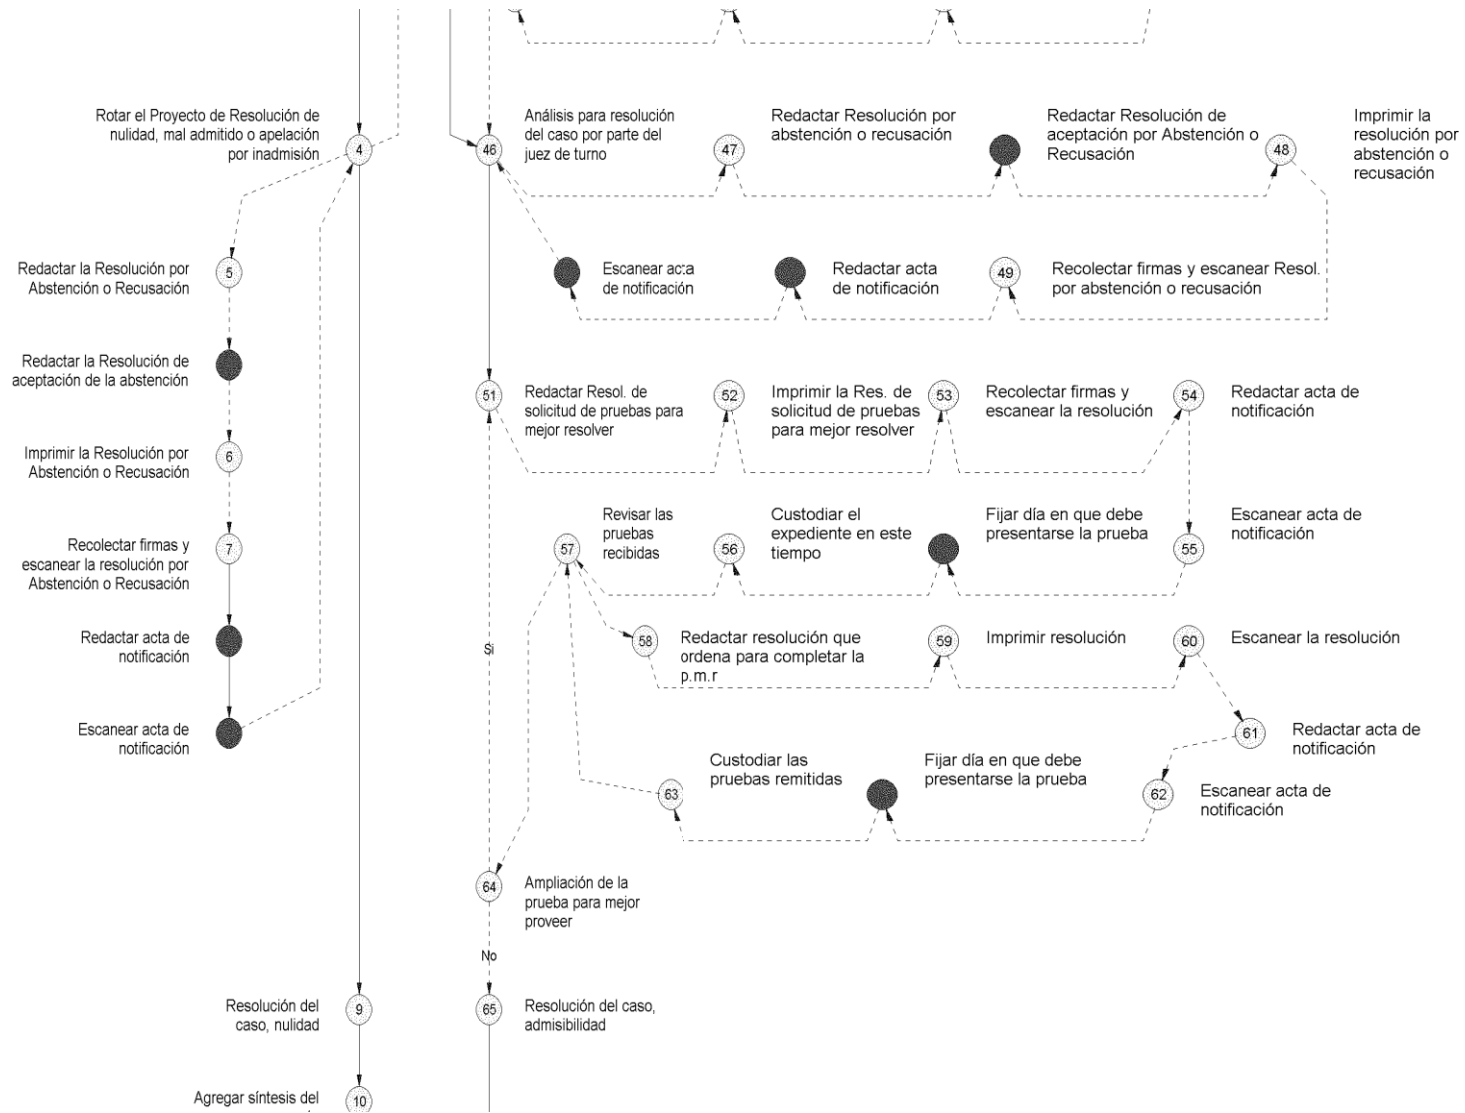 Rotar el Proyecto de Resolución de
nulidad, mal admitido o apelación
por inadmisión
4
46
Análisis para resolución
del caso por parte del
juez de turno
47
Redactar Resolución por
abstención o recusación
Redactar Resolución de
aceptación por Abstención o
Recusación
48
Imprimir la
resolución por
abstención o
recusación
Redactar la Resolución por
Abstención o Recusación
5
Escanear acta
de notificación
Redactar acta
de notificación
49
Recolectar firmas y escanear Resol.
por abstención o recusación
Redactar la Resolución de
aceptación de la abstención
51
Redactar Resol. de
solicitud de pruebas para
mejor resolver
52
Imprimir la Res. de
solicitud de pruebas
para mejor resolver
53
Recolectar firmas y
escanear la resolución
54
Redactar acta de
notificación
Imprimir la Resolución por
Abstención o Recusación
6
Recolectar firmas y
escanear la resolución por
Abstención o Recusación
7
57
Revisar las
pruebas
recibidas
56
Custodiar el
expediente en este
tiempo
Fijar día en que debe
presentarse la prueba
55
Escanear acta de
notificación
Redactar acta de
notificación
Si
58
Redactar resolución que
ordena para completar la
p.m.r
59
Imprimir resolución
60
Escanear la resolución
Escanear acta de
notificación
61
Redactar acta de
notificación
63
Custodiar las
pruebas remitidas
Fijar día en que debe
presentarse la prueba
62
Escanear acta de
notificación
64
Ampliación de la
prueba para mejor
proveer
No
Resolución del
caso, nulidad
9
65
Resolución del caso,
admisibilidad
Agregar síntesis del
10